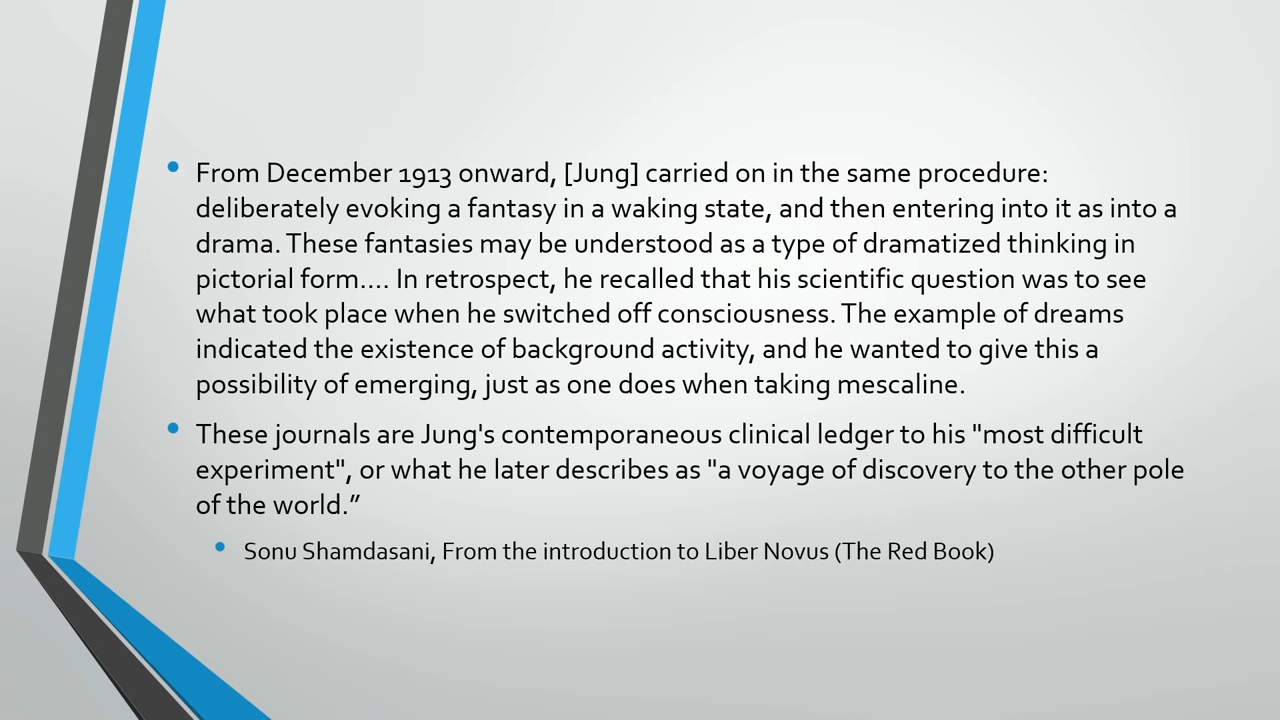 • From December 1913 onward, [Jung] carried on in the same procedure:
deliberately evoking a fantasy in a waking state, and then entering into it as into a
drama. These fantasies may be understood as a type of dramatized thinking in
pictorial form.... In retrospect, he recalled that his scientific question was to see
what took place when he switched off consciousness. The example of dreams
indicated the existence of background activity, and he wanted to give this a
possibility of emerging, just as one does when taking mescaline.
• These journals are Jung's contemporaneous clinical ledger to his "most difficult
experiment", or what he later describes as "a voyage of discovery to the other pole
of the world.”
• Sonu Shamdasani, From the introduction to Liber Novus (The Red Book)